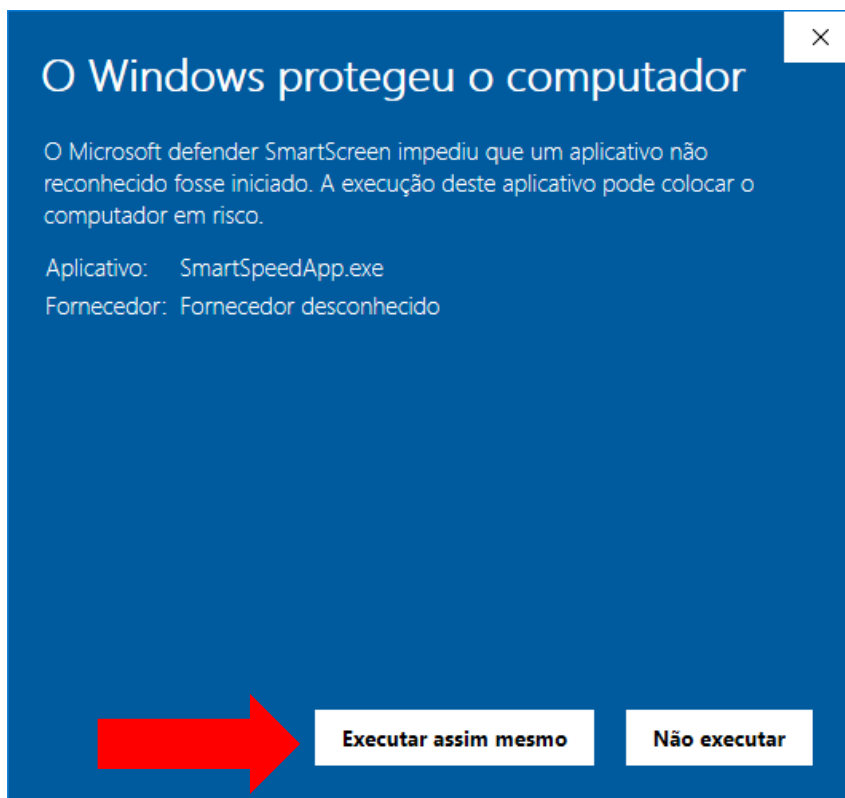 O Windows protegeu o computador
O Microsoft defender SmartScreen impediu que um aplicativo não
reconhecido fosse iniciado. A execução deste aplicativo pode colocar o
computador em risco.
Aplicativo: SmartSpeedApp.exe
Fornecedor: Fornecedor desconhecido
Executar assim mesmo
Não executar